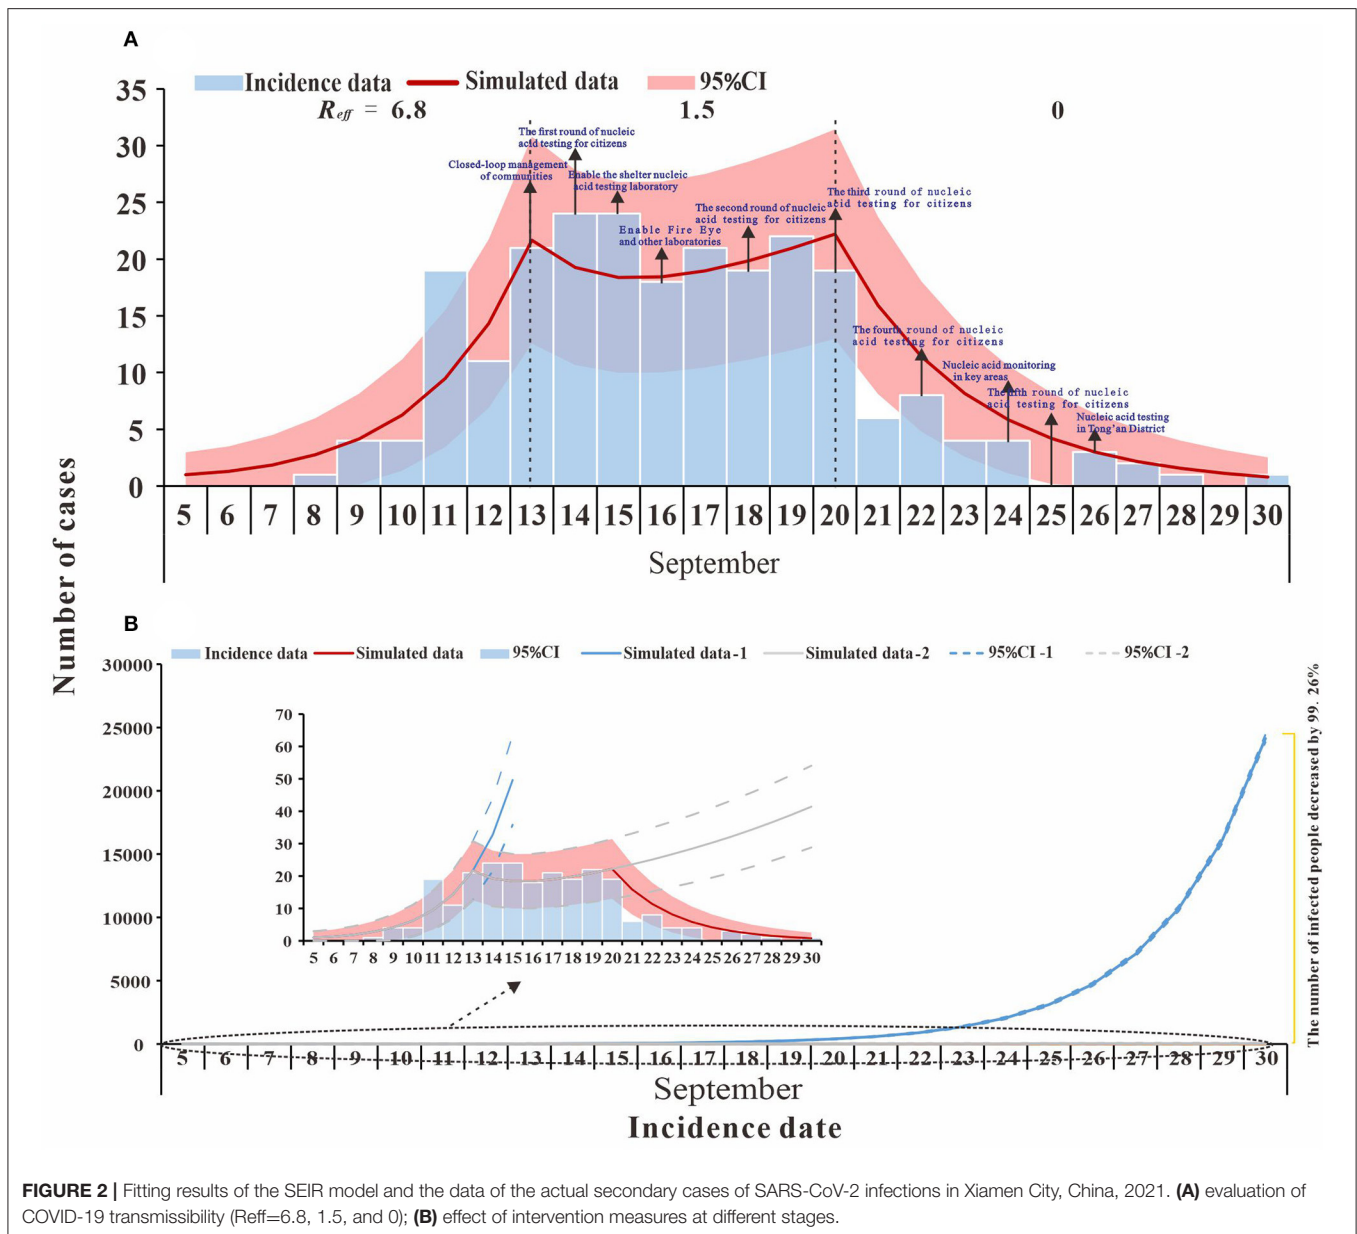 A
Incidence data Simulated data 95%CI
Reff = 6.8 1.5 0
The first round of nucleic
acid testing for citizens
Closed-loop management
of communities
Enable the shelter nucleic
acid testing laboratory
The third round of nucleic
acid testing for citizens
The second round of nucleic
acid testing for citizens
Enable Fire Eye
and other laboratories
The fourth round of nucleic
acid testing for citizens
Nucleic acid monitoring
in key areas
The fifth round of nucleic
acid testing for citizens
Nucleic acid testing
in Tong'an District
35
30
25
20
15
10
5
0
5 6 7 8 9 10 11 12 13 14 15 16 17 18 19 20 21 22 23 24 25 26 27 28 29 30
September
Number of cases
B
Incidence data Simulated data 95%CI Simulated data-1 Simulated data-2 95%CI-1 95%CI-2
30000
25000
20000
15000
10000
5000
0
70
60
50
40
30
20
10
0
5 6 7 8 9 10 11 12 13 14 15 16 17 18 19 20 21 22 23 24 25 26 27 28 29 30
The number of infected people decreased by 99. 26%
5 6 7 8 9 10 11 12 13 14 15 16 17 18 19 20 21 22 23 24 25 26 27 28 29 30
September
Incidence date
FIGURE 2 | Fitting results of the SEIR model and the data of the actual secondary cases of SARS-CoV-2 infections in Xiamen City, China, 2021. (A) evaluation of
COVID-19 transmissibility (Reff=6.8, 1.5, and 0); (B) effect of intervention measures at different stages.